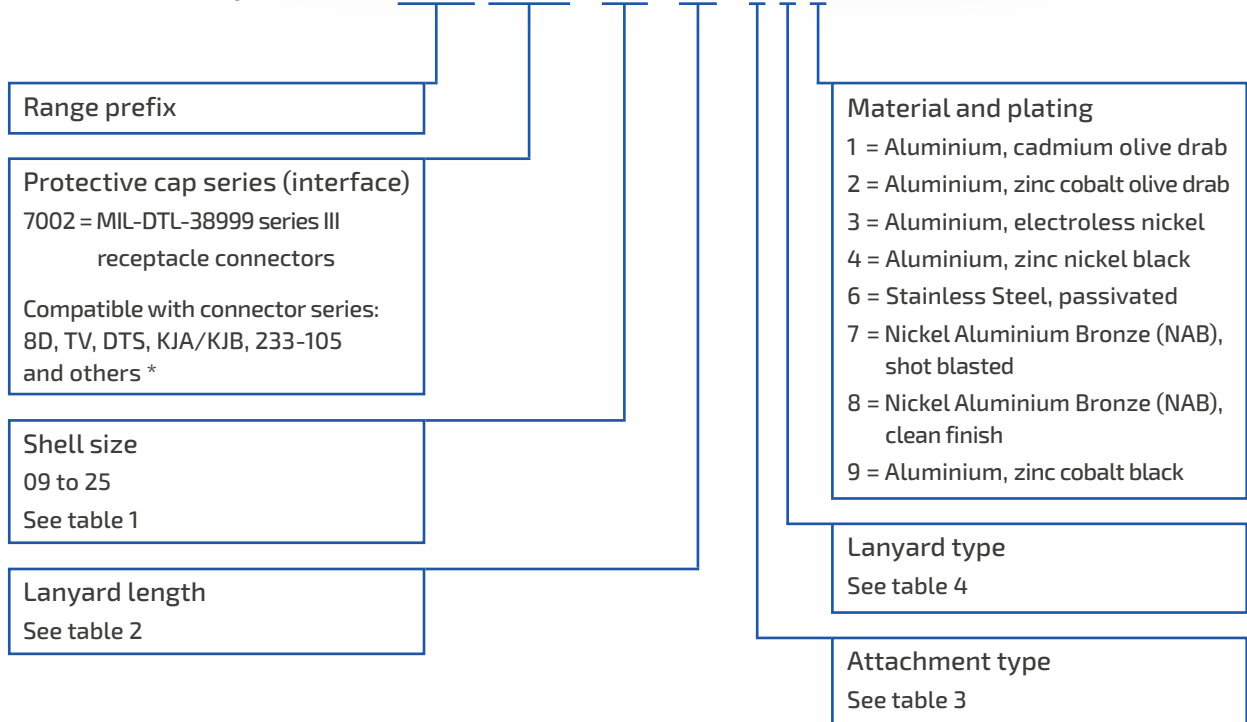 Range prefix
Protective cap series (interface)
7002 = MIL-DTL-38999 series III
receptacle connectors
Compatible with connector series:
8D, TV, DTS, KJA/KJB, 233-105
and others *
Shell size
09 to 25
See table 1
Lanyard length
See table 2
Material and plating
1 = Aluminium, cadmium olive drab
2 = Aluminium, zinc cobalt olive drab
3 = Aluminium, electroless nickel
4 = Aluminium, zinc nickel black
6 = Stainless Steel, passivated
7 = Nickel Aluminium Bronze (NAB),
shot blasted
8 = Nickel Aluminium Bronze (NAB),
clean finish
9 = Aluminium, zinc cobalt black
Lanyard type
See table 4
Attachment type
See table 3